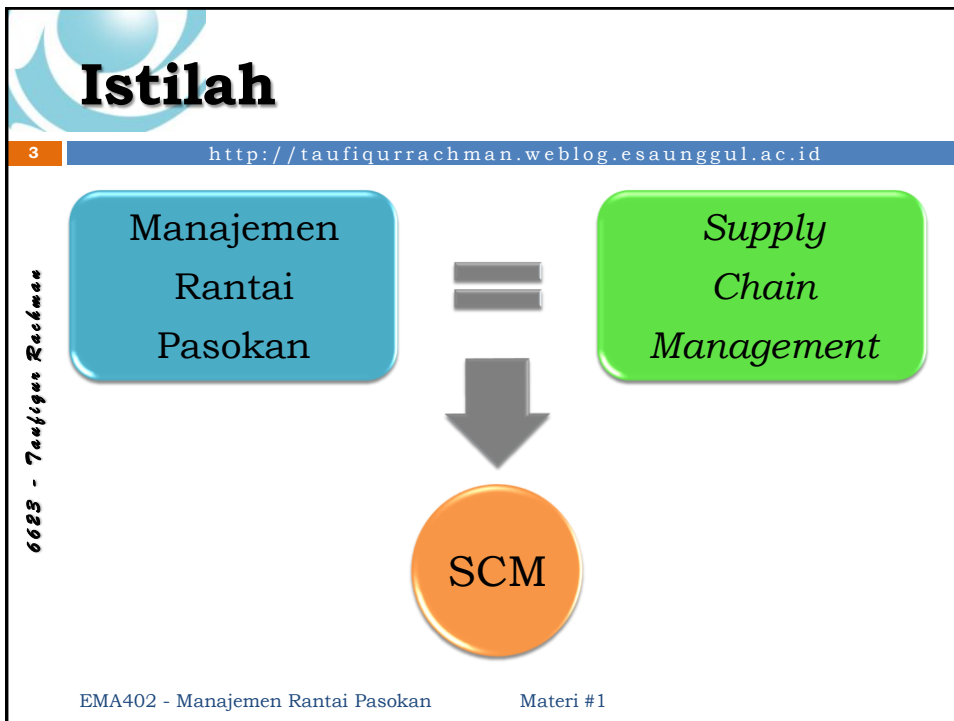 Istilah
3
http://taufiqurrachman.weblog.esaunggul.ac.id
6623 - Taufiqur Rachman
Manajemen
Rantai
Pasokan
Supply
Chain
Management
SCM
EMA402 - Manajemen Rantai Pasokan
Materi #1